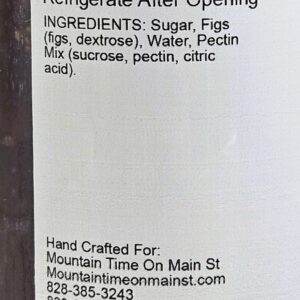 Refrigerate After Opening
INGREDIENTS: Sugar, Figs
(figs, dextrose), Water, Pectin
Mix (sucrose, pectin, citric
acid).
Hand Crafted For:
Mountain Time On Main St
Mountaintimeonmainst.com
828-385-3243